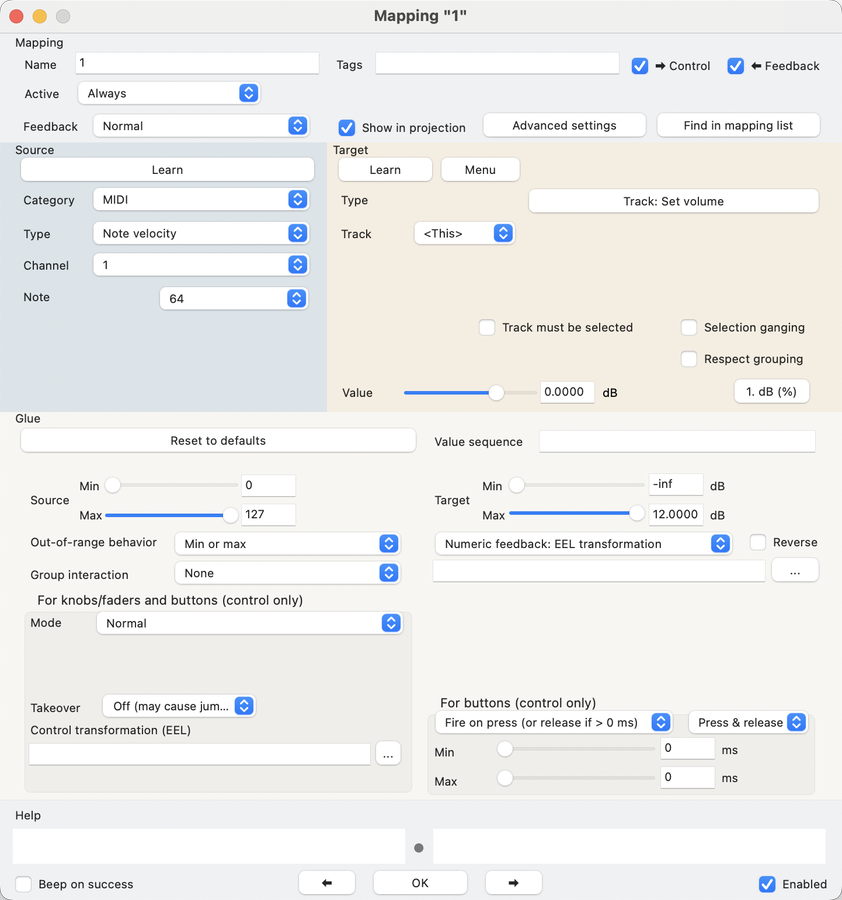 Mapping "1"
Mapping
Name 1 Tags ➡ Control ⬅ Feedback
Active Always
Feedback Normal Show in projection Advanced settings Find in mapping list
Source
Learn
Category MIDI
Type Note velocity
Channel 1
Note 64
Target
Learn Menu
Type Track: Set volume
Track <This>
Track must be selected Selection ganging
Respect grouping
Value 0.0000 dB 1. dB (%)
Glue
Reset to defaults Value sequence
Source Min 0
Max 127
Target Min -inf dB
Max 12.0000 dB
Out-of-range behavior Min or max
Numeric feedback: EEL transformation Reverse
Group interaction None
...
For knobs/faders and buttons (control only)
Mode Normal
Takeover Off (may cause jum...
Control transformation (EEL)
...
For buttons (control only)
Fire on press (or release if > 0 ms) Press & release
Min 0 ms
Max 0 ms
Help
Beep on success ⬅ OK ➡ Enabled